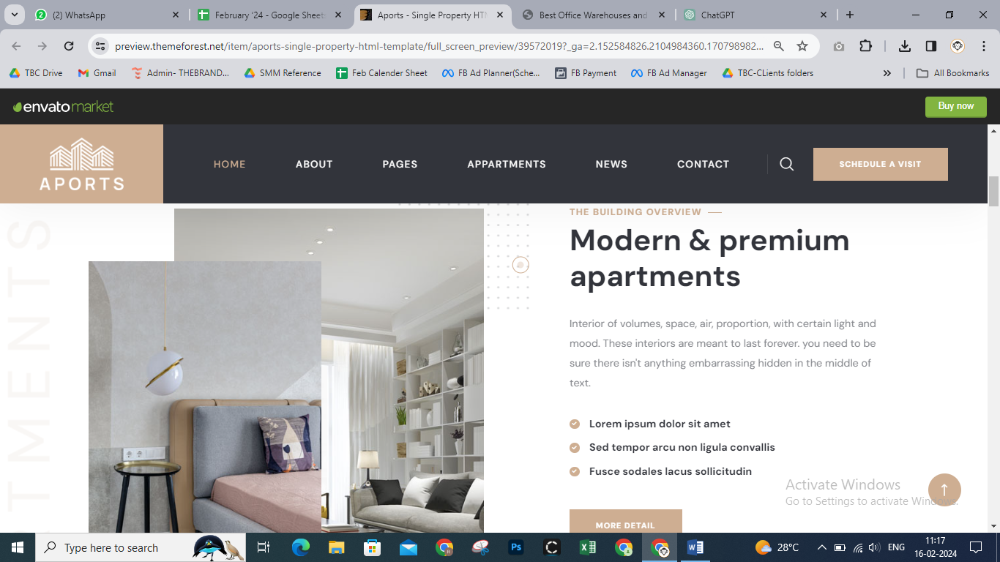 (2) WhatsApp
February '24 - Google Sheets
Aports - Single Property HTM
Best Office Warehouses and
ChatGPT
preview.themeforest.net/item/aports-single-property-html-template/full_screen_preview/39572019?_ga=2.152584826.2104984360.170798982...
TBC Drive
Gmail
Admin- THEBRAND...
SMM Reference
Feb Calender Sheet
FB Ad Planner(Sche...
FB Payment
FB Ad Manager
TBC-CLients folders
All Bookmarks
envatomarket
Buy now
APORTS
HOME
ABOUT
PAGES
APPARTMENTS
NEWS
CONTACT
SCHEDULE A VISIT
TMENTS
THE BUILDING OVERVIEW
Modern & premium
apartments
Interior of volumes, space, air, proportion, with certain light and
mood. These interiors are meant to last forever. you need to be
sure there isn't anything embarrassing hidden in the middle of
text.
Lorem ipsum dolor sit amet
Sed tempor arcu non ligula convallis
Fusce sodales lacus sollicitudin
MORE DETAIL
Activate Windows
Go to Settings to activate Windows.
Type here to search
28°C
ENG
11:17
16-02-2024